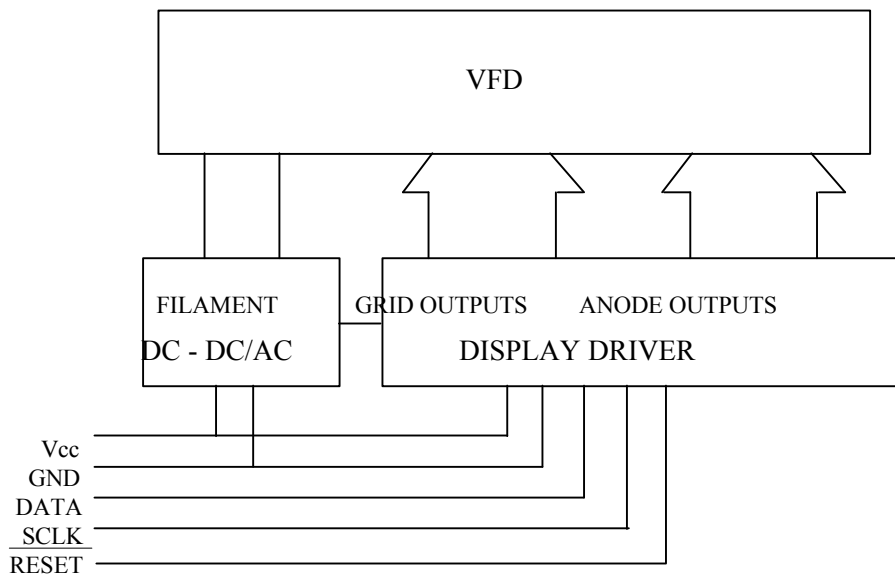 VFD
FILAMENT GRID OUTPUTS ANODE OUTPUTS
DC - DC/AC DISPLAY DRIVER
Vcc
GND
DATA
SCLK
RESET